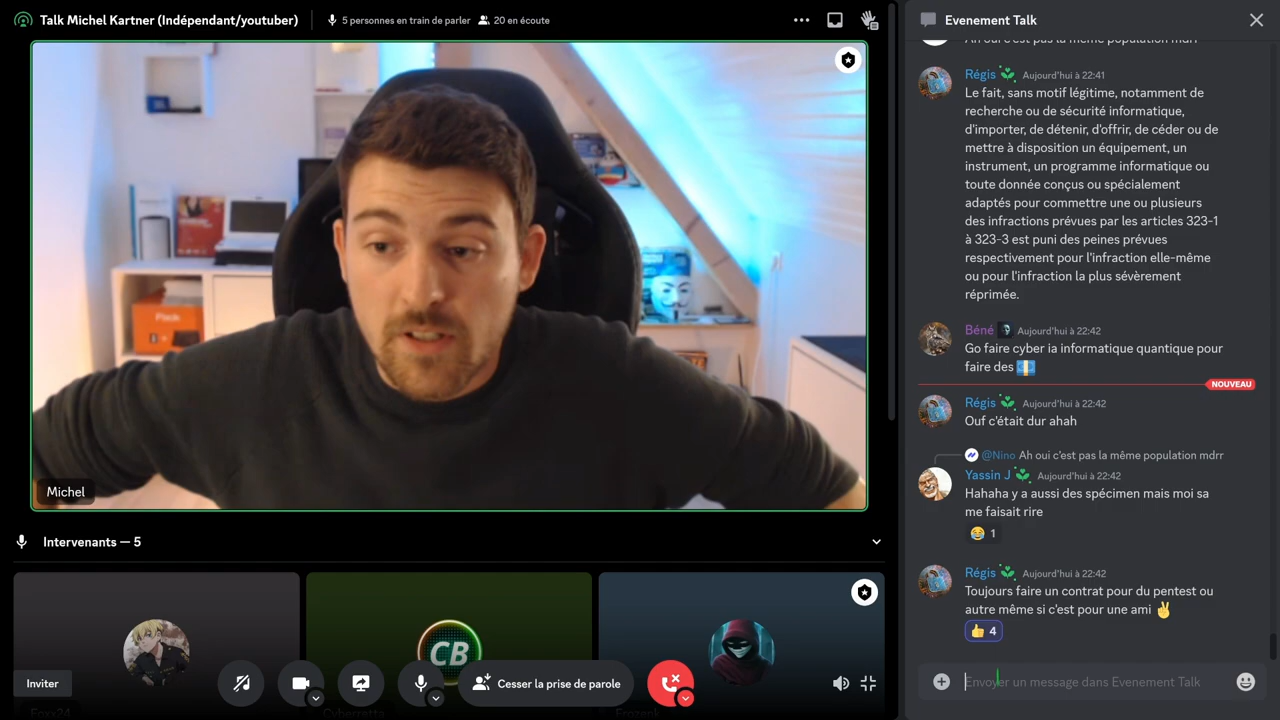 Talk Michel Kartner (Indépendant/youtuber)
5 personnes en train de parler
20 en écoute
Michel
Pack
Intervenants — 5
CB
Inviter
Cesser la prise de parole
Evenement Talk
Ah oui c'est pas la même population mdrr
Régis Aujourd'hui à 22:41
Le fait, sans motif légitime, notamment de
recherche ou de sécurité informatique,
d'importer, de détenir, d'offrir, de céder ou de
mettre à disposition un équipement, un
instrument, un programme informatique ou
toute donnée conçus ou spécialement
adaptés pour commettre une ou plusieurs
des infractions prévues par les articles 323-1
à 323-3 est puni des peines prévues
respectivement pour l'infraction elle-même
ou pour l'infraction la plus sévèrement
réprimée.
Béné Aujourd'hui à 22:42
Go faire cyber ia informatique quantique pour
faire des
NOUVEAU
Régis Aujourd'hui à 22:42
Ouf c'était dur ahah
@Nino Ah oui c'est pas la même population mdrr
Yassin J Aujourd'hui à 22:42
Hahaha y a aussi des spécimen mais moi sa
me faisait rire
1
Régis Aujourd'hui à 22:42
Toujours faire un contrat pour du pentest ou
autre même si c'est pour une ami ✌
4
Envoyer un message dans Evenement Talk